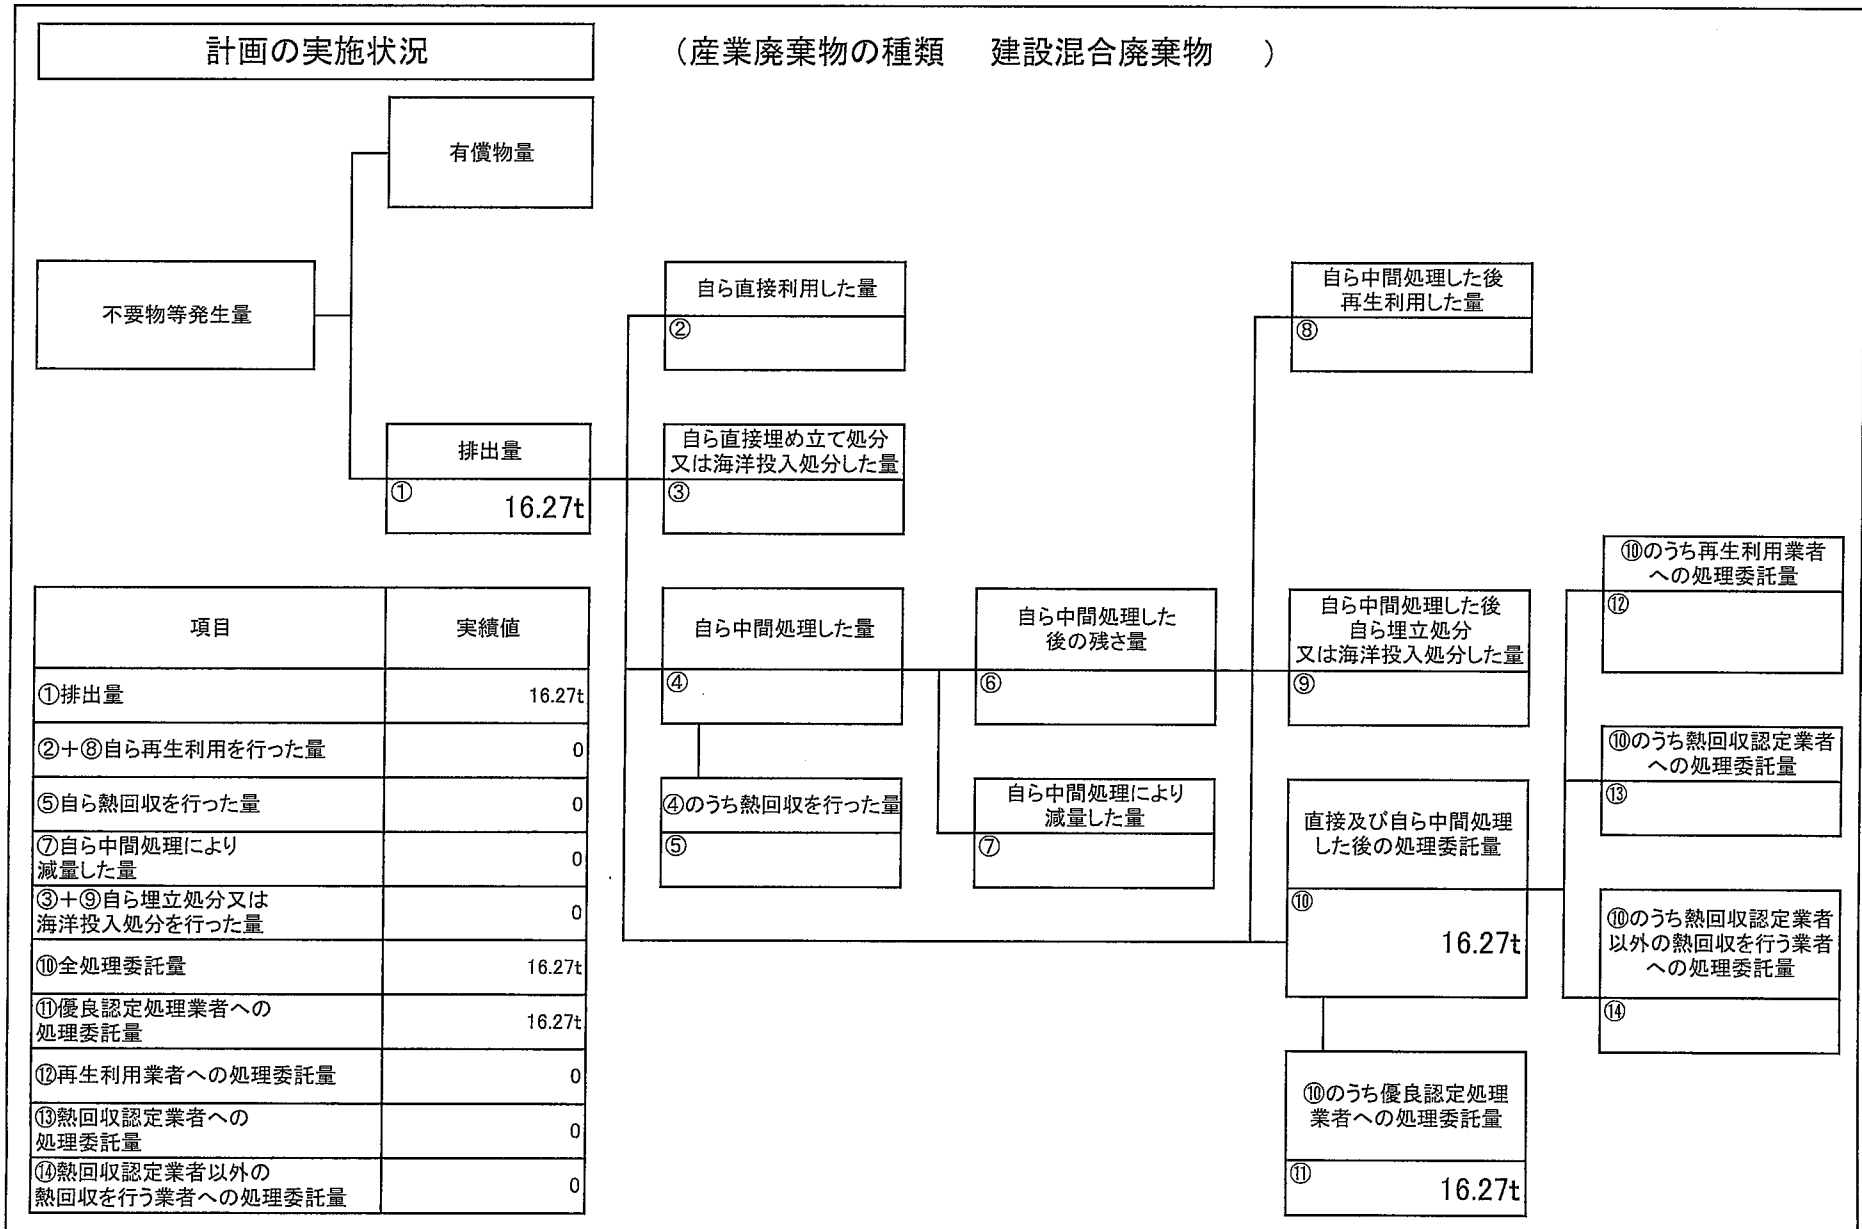 計画の実施状況
（産業廃棄物の種類　建設混合廃棄物　）
有償物量
不要物等発生量
排出量
①
16.27t
自ら直接利用した量
②
自ら直接埋め立て処分
又は海洋投入処分した量
③
自ら中間処理した量
④
④のうち熱回収を行った量
⑤
自ら中間処理した
後の残さ量
⑥
自ら中間処理により
減量した量
⑦
自ら中間処理した後
再生利用した量
⑧
自ら中間処理した後
自ら埋立処分
又は海洋投入処分した量
⑨
直接及び自ら中間処理
した後の処理委託量
⑩
16.27t
⑩のうち優良認定処理
業者への処理委託量
⑪
16.27t
⑩のうち再生利用業者
への処理委託量
⑫
⑩のうち熱回収認定業者
への処理委託量
⑬
⑩のうち熱回収認定業者
以外の熱回収を行う業者
への処理委託量
⑭
項目 実績値
①排出量 16.27t
②＋⑧自ら再生利用を行った量 0
⑤自ら熱回収を行った量 0
⑦自ら中間処理により
減量した量 0
③＋⑨自ら埋立処分又は
海洋投入処分を行った量 0
⑩全処理委託量 16.27t
⑪優良認定処理業者への
処理委託量 16.27t
⑫再生利用業者への処理委託量 0
⑬熱回収認定業者への
処理委託量 0
⑭熱回収認定業者以外の
熱回収を行う業者への処理委託量 0